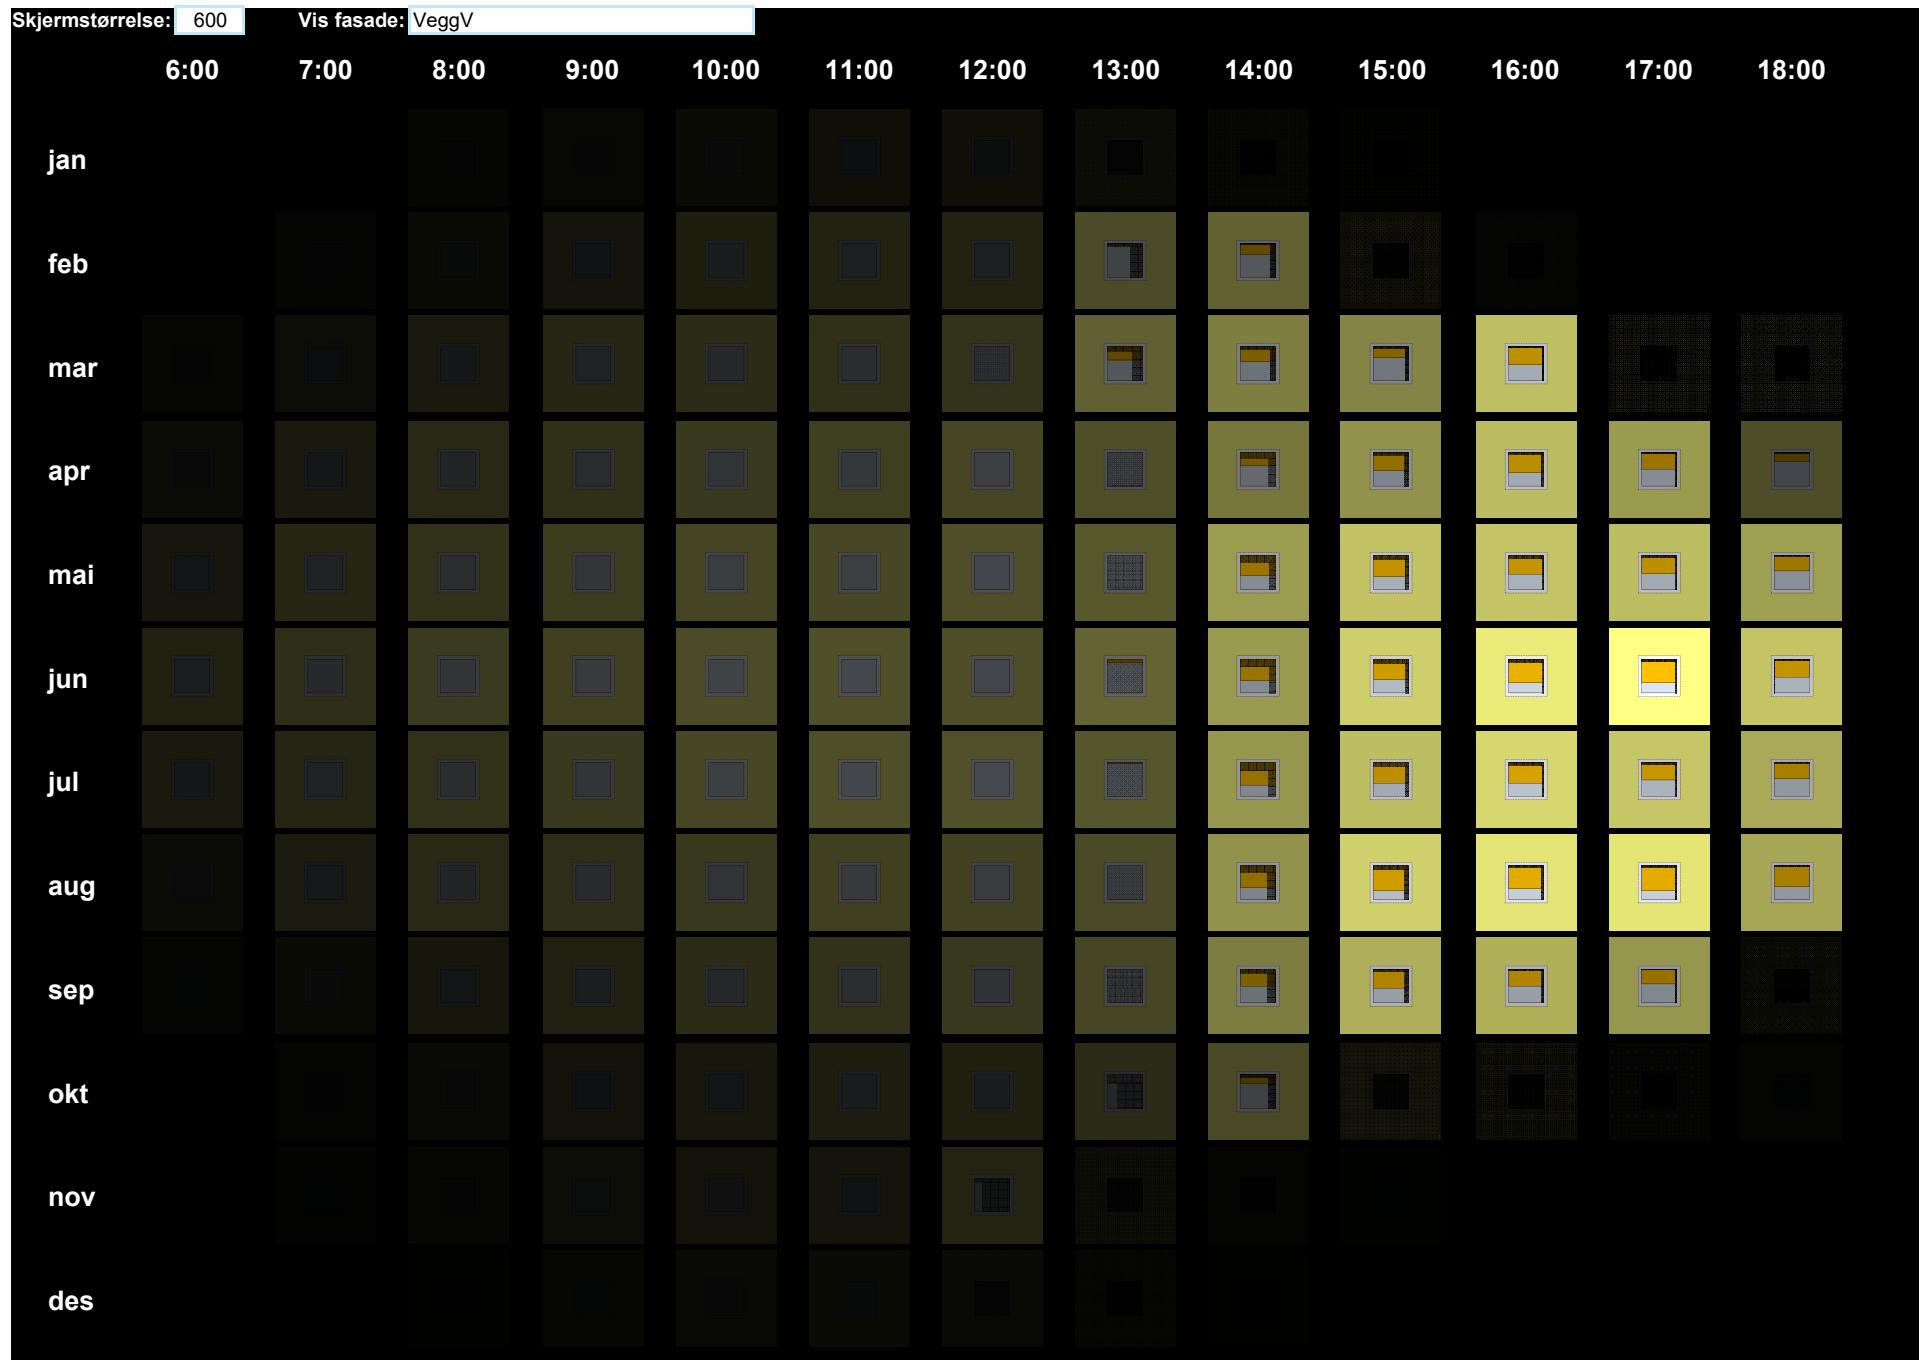 Skjermstørrelse: 600 Vis fasade: VeggV
6:00 7:00 8:00 9:00 10:00 11:00 12:00 13:00 14:00 15:00 16:00 17:00 18:00
jan
feb
mar
apr
mai
jun
jul
aug
sep
okt
nov
des